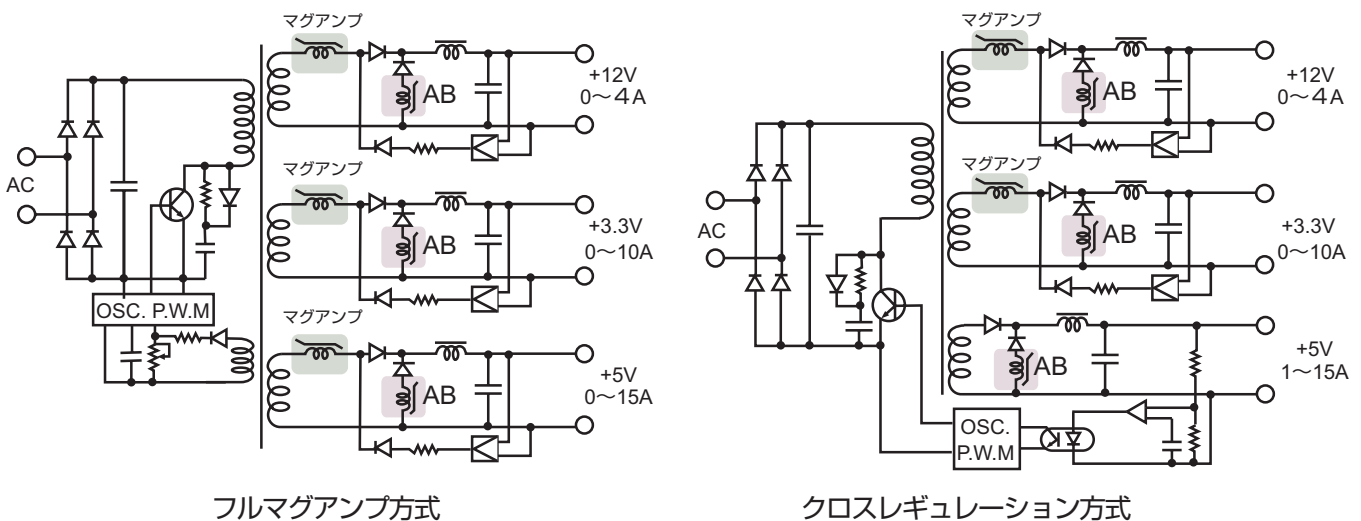 マグアンプ
AB
+12V
0～4A
AC
マグアンプ
AB
+3.3V
0～10A
OSC. P.W.M
マグアンプ
AB
+5V
0～15A
フルマグアンプ方式
マグアンプ
AB
+12V
0～4A
マグアンプ
AB
+3.3V
0～10A
AC
AB
+5V
1～15A
OSC.
P.W.M
クロスレギュレーション方式